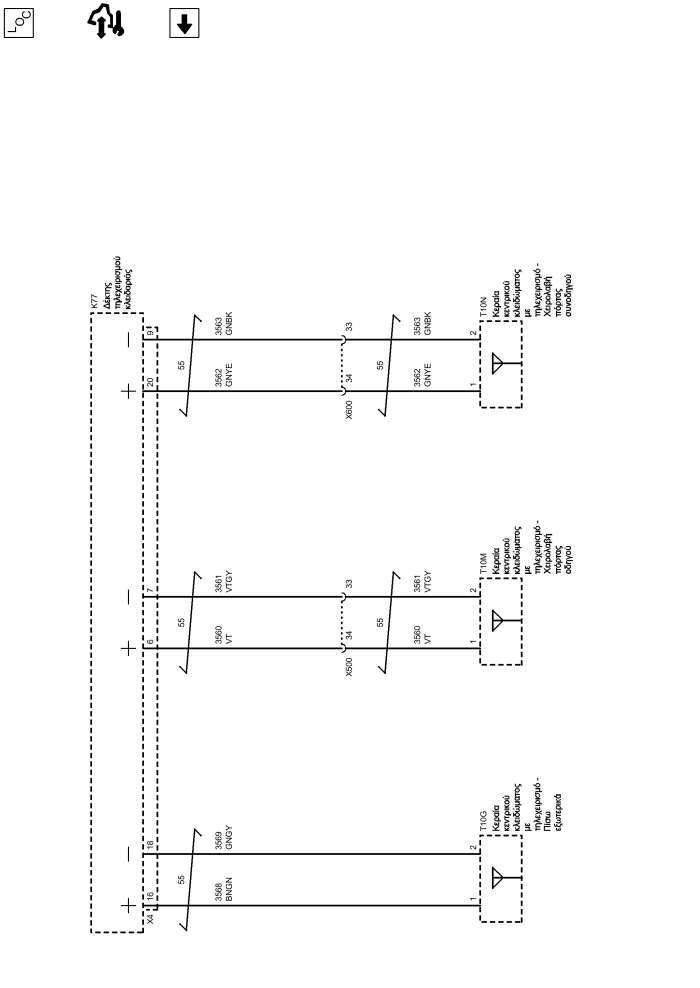 LOC
K77
Δέκτης
τηλεχειρισμού
κλειδαριάς
X4
16
18
6
7
20
9
55
3568
BNGN
3569
GNGY
55
3560
VT
3561
VTGY
55
3562
GNYE
3563
GNBK
X500
34
33
X600
34
33
55
3560
VT
3561
VTGY
55
3562
GNYE
3563
GNBK
1
2
1
2
1
2
T10G
Κεραία
κεντρικού
κλειδώματος
με
τηλεχειρισμό -
Πίσω
εξωτερικά
T10M
Κεραία
κεντρικού
κλειδώματος
με
τηλεχειρισμό -
Χειρολαβή
πόρτας
οδηγού
T10N
Κεραία
κεντρικού
κλειδώματος
με
τηλεχειρισμό -
Χειρολαβή
πόρτας
συνοδηγού